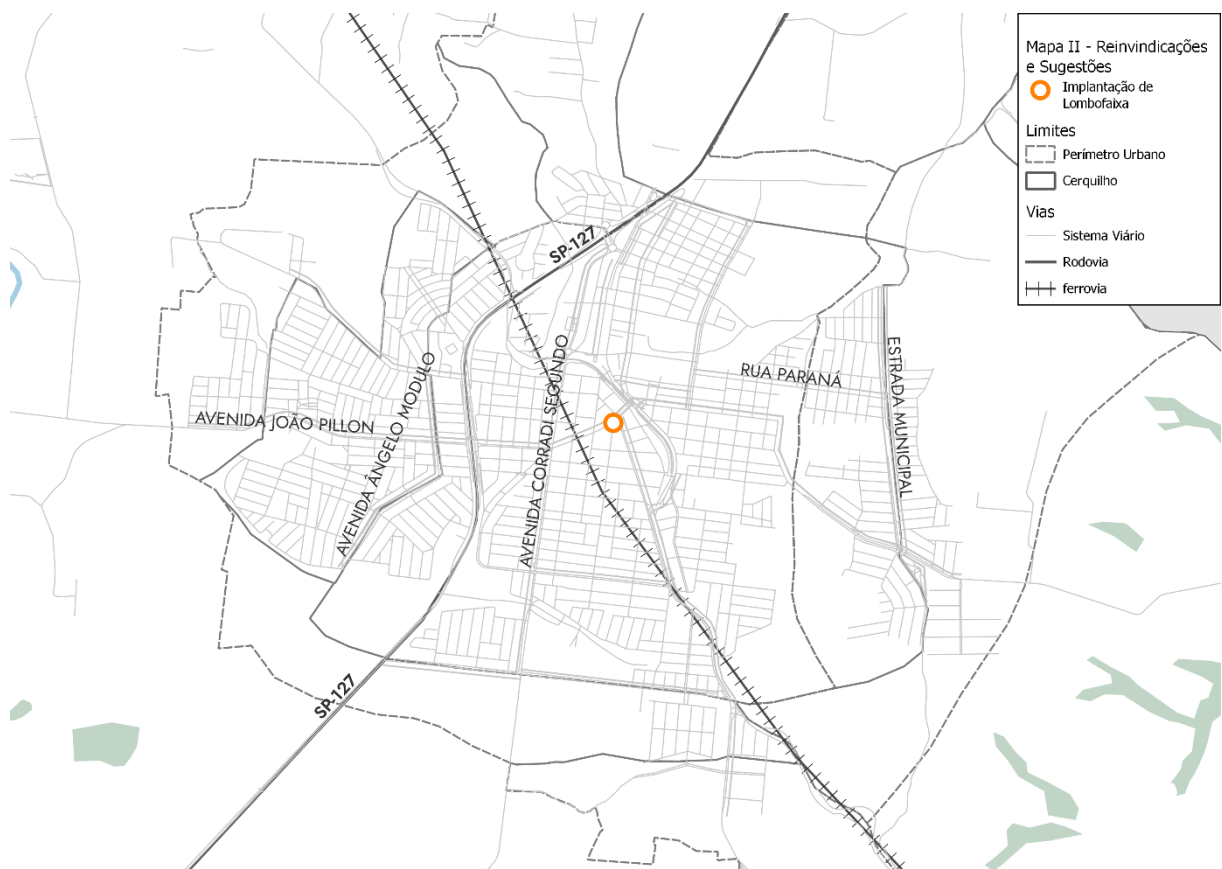 Mapa II - Reinvindicações
e Sugestões
Implantação de
Lombofaixa
Limites
Perímetro Urbano
Cerquilho
Vias
Sistema Viário
Rodovia
ferrovia
SP-127
AVENIDA JOÃO PILLON
AVENIDA ÂNGELO MODULO
AVENIDA CORRADI SEGUNDO
RUA PARANÁ
ESTRADA MUNICIPAL
SP-127